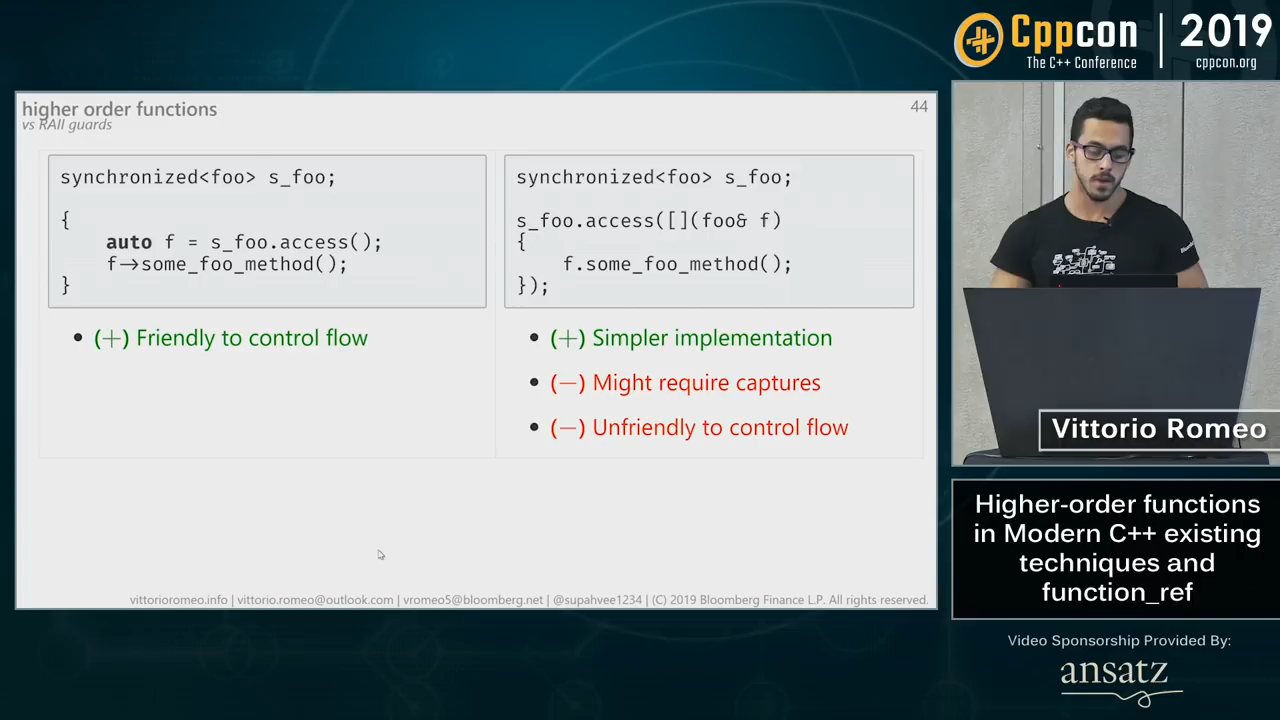 Cppcon | 2019
The C++ Conference
cppcon.org
higher order functions
vs RAII guards
44
synchronized<foo> s_foo;
{
auto f = s_foo.access();
f->some_foo_method();
}
• (+) Friendly to control flow
synchronized<foo> s_foo;
s_foo.access([](foo& f)
{
f.some_foo_method();
});
• (+) Simpler implementation
• (−) Might require captures
• (−) Unfriendly to control flow
vittorioromeo.info | vittorio.romeo@outlook.com | vromeo5@bloomberg.net | @supahvee1234 | (C) 2019 Bloomberg Finance L.P. All rights reserved.
Vittorio Romeo
Higher-order functions
in Modern C++ existing
techniques and
function_ref
Video Sponsorship Provided By:
ansatz